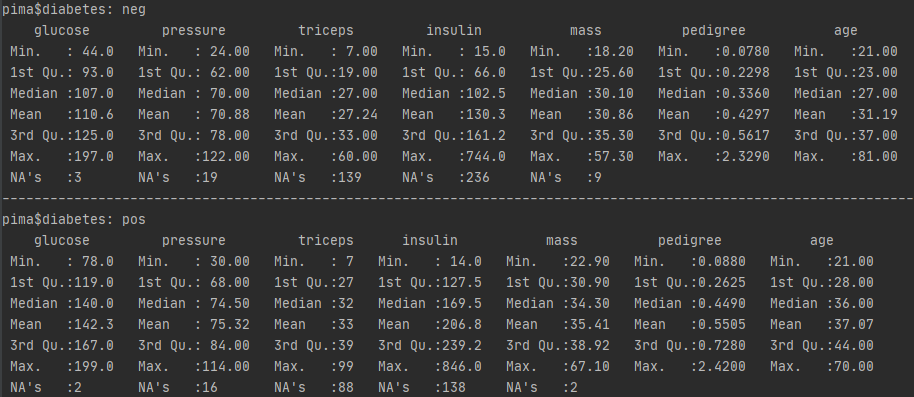 pima$diabetes: neg
    glucose         pressure         triceps         insulin           mass          pedigree           age
 Min.   : 44.0   Min.   : 24.00   Min.   : 7.00   Min.   : 15.0   Min.   :18.20   Min.   :0.0780   Min.   :21.00
 1st Qu.: 93.0   1st Qu.: 62.00   1st Qu.:19.00   1st Qu.: 66.0   1st Qu.:25.60   1st Qu.:0.2298   1st Qu.:23.00
 Median :107.0   Median : 70.00   Median :27.00   Median :102.5   Median :30.10   Median :0.3360   Median :27.00
 Mean   :110.6   Mean   : 70.88   Mean   :27.24   Mean   :130.3   Mean   :30.86   Mean   :0.4297   Mean   :31.19
 3rd Qu.:125.0   3rd Qu.: 78.00   3rd Qu.:33.00   3rd Qu.:161.2   3rd Qu.:35.30   3rd Qu.:0.5617   3rd Qu.:37.00
 Max.   :197.0   Max.   :122.00   Max.   :60.00   Max.   :744.0   Max.   :57.30   Max.   :2.3290   Max.   :81.00
 NA's   :3       NA's   :19       NA's   :139     NA's   :236     NA's   :9
------------------------------------------------------------------------------------------------------------------
pima$diabetes: pos
    glucose         pressure         triceps      insulin           mass          pedigree           age
 Min.   : 78.0   Min.   : 30.00   Min.   : 7   Min.   : 14.0   Min.   :22.90   Min.   :0.0880   Min.   :21.00
 1st Qu.:119.0   1st Qu.: 68.00   1st Qu.:27   1st Qu.:127.5   1st Qu.:30.90   1st Qu.:0.2625   1st Qu.:28.00
 Median :140.0   Median : 74.50   Median :32   Median :169.5   Median :34.30   Median :0.4490   Median :36.00
 Mean   :142.3   Mean   : 75.32   Mean   :33   Mean   :206.8   Mean   :35.41   Mean   :0.5505   Mean   :37.07
 3rd Qu.:167.0   3rd Qu.: 84.00   3rd Qu.:39   3rd Qu.:239.2   3rd Qu.:38.92   3rd Qu.:0.7280   3rd Qu.:44.00
 Max.   :199.0   Max.   :114.00   Max.   :99   Max.   :846.0   Max.   :67.10   Max.   :2.4200   Max.   :70.00
 NA's   :2       NA's   :16       NA's   :88   NA's   :138     NA's   :2